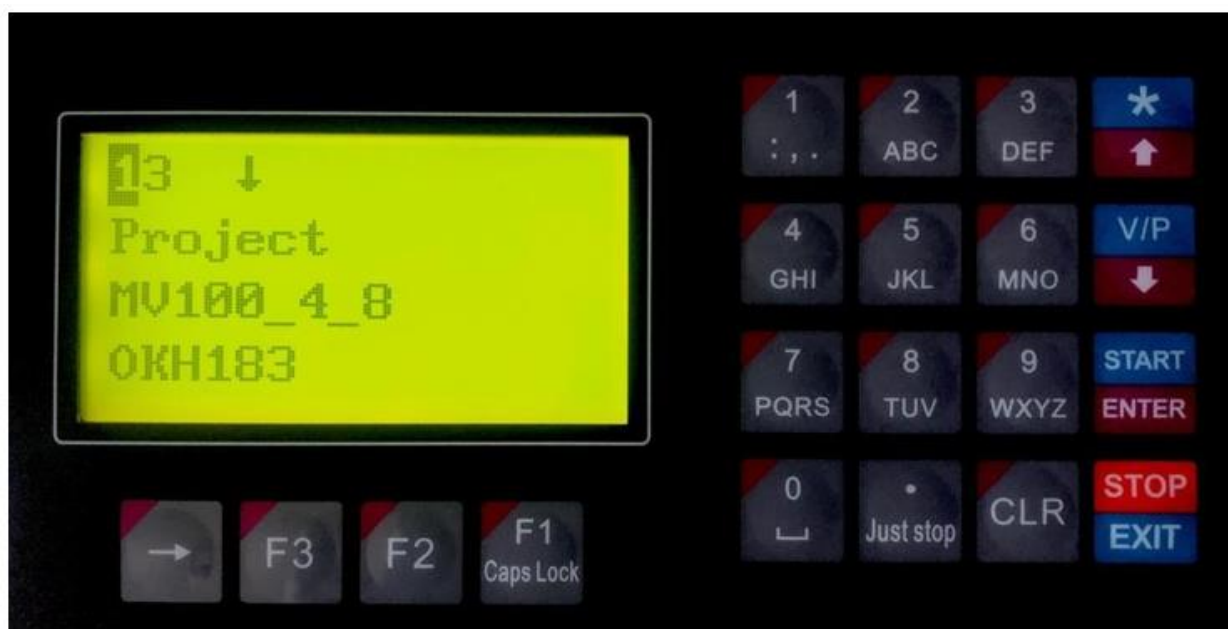 13 ↓
Project
MV100_4_8
OKH183
→
F3
F2
F1
Caps Lock
1
: , .
2
ABC
3
DEF
*
↑
4
GHI
5
JKL
6
MNO
V/P
↓
7
PQRS
8
TUV
9
WXYZ
START
ENTER
0
⎵
•
Just stop
CLR
STOP
EXIT